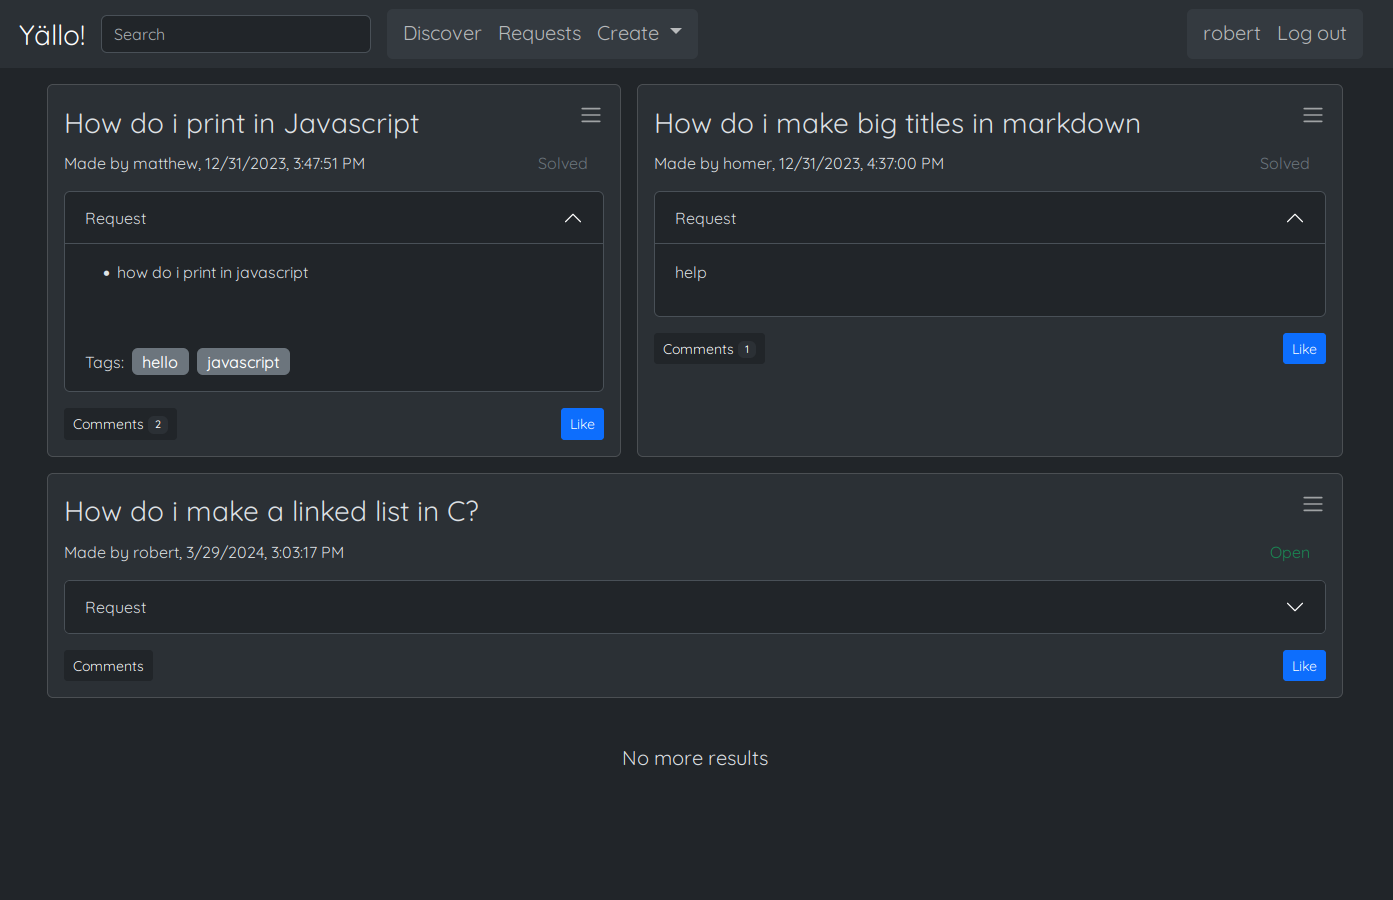 Yällo!
Search
Discover Requests Create
robert Log out
How do i print in Javascript
Made by matthew, 12/31/2023, 3:47:51 PM
Solved
Request
• how do i print in javascript
Tags: hello javascript
Comments 2
Like
How do i make big titles in markdown
Made by homer, 12/31/2023, 4:37:00 PM
Solved
Request
help
Comments 1
Like
How do i make a linked list in C?
Made by robert, 3/29/2024, 3:03:17 PM
Open
Request
Comments
Like
No more results